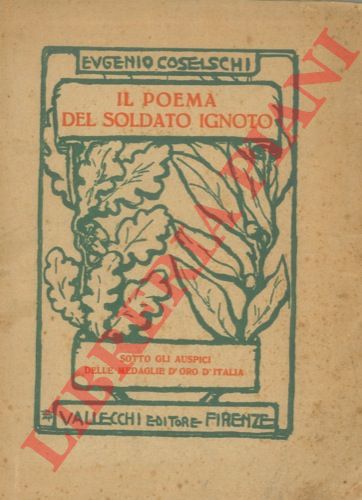 EVGENIO COSELSCHI
IL POEMA
DEL SOLDATO IGNOTO
SOTTO GLI AUSPICI
DELLE MEDAGLIE D'ORO D'ITALIA
VALLECCHI EDITORE FIRENZE
LIBRERIA PIANI